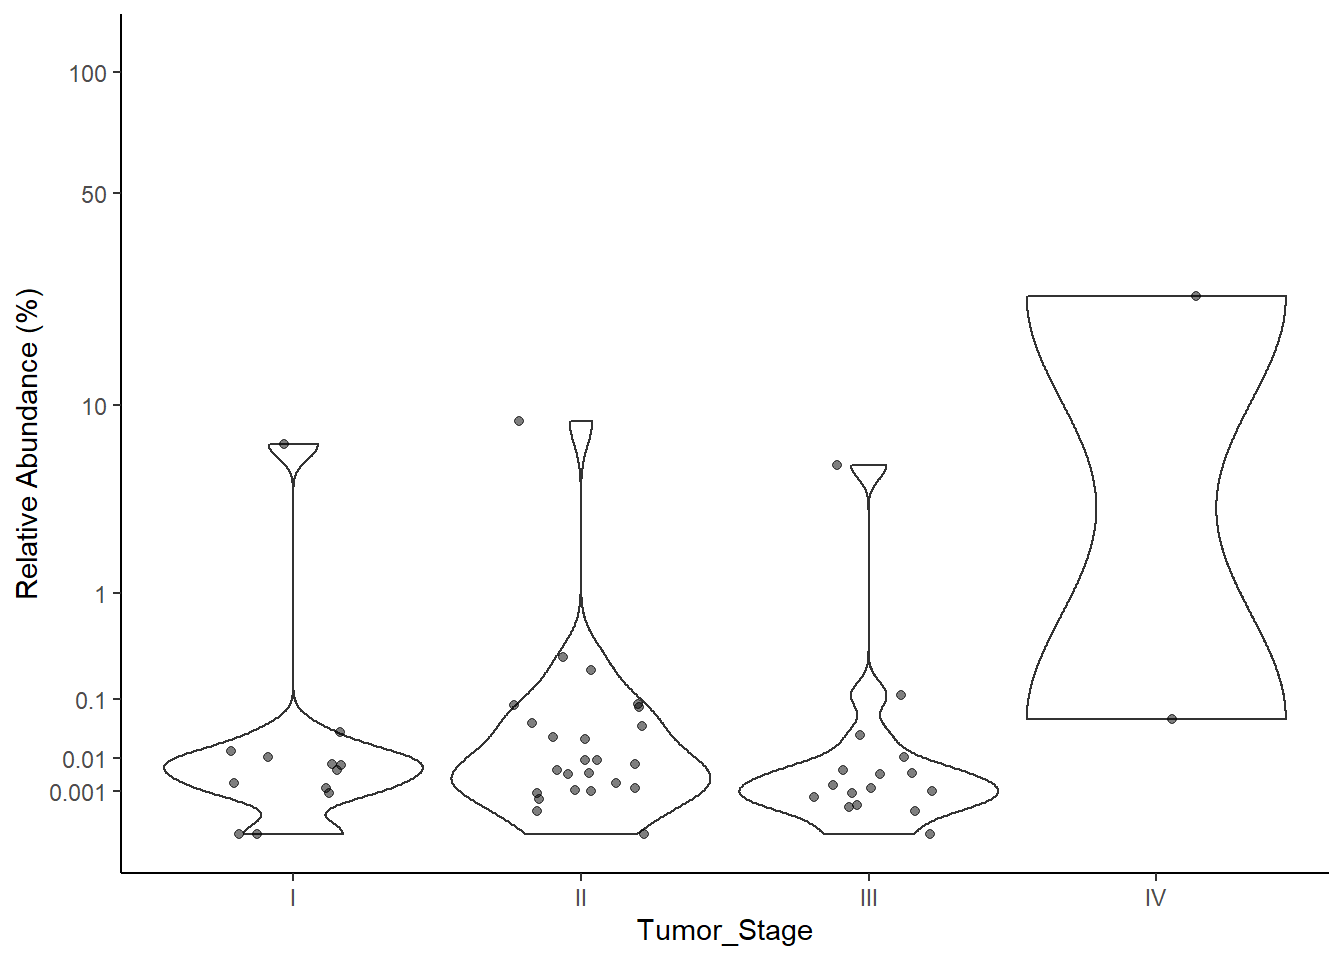 Relative Abundance (%)
100
50
10
1
0.1
0.01
0.001
I
II
III
IV
Tumor_Stage